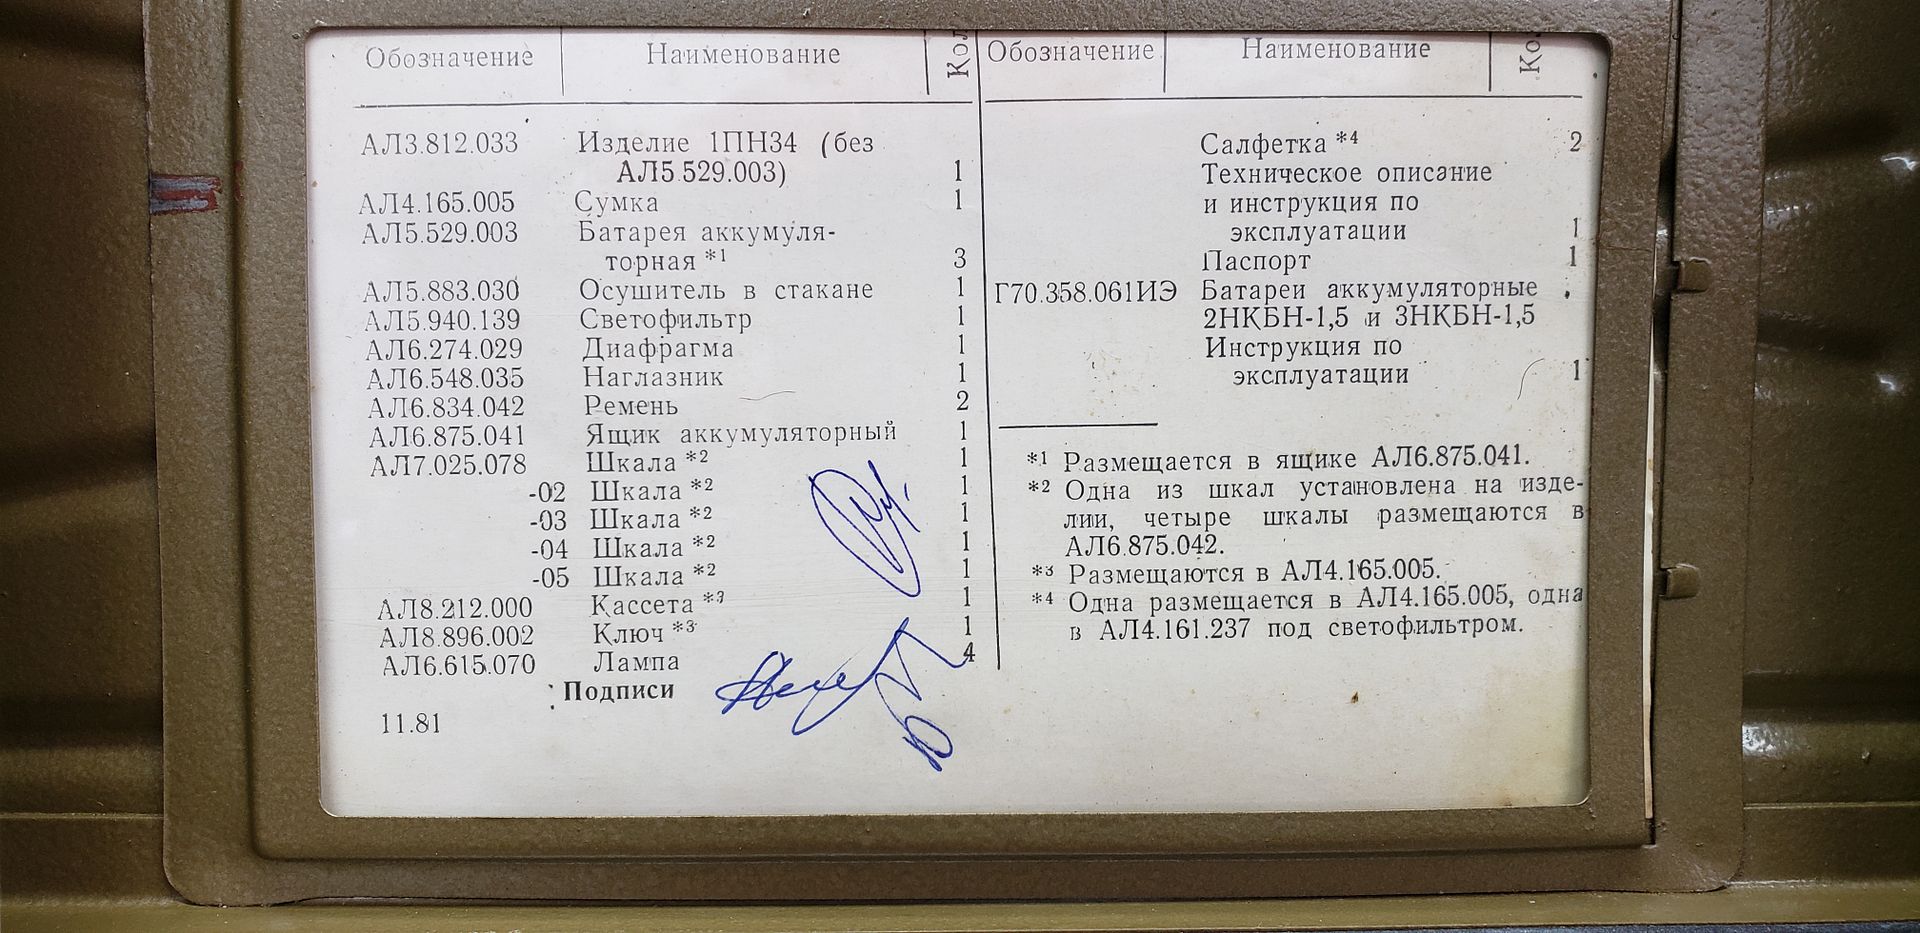 Обозначение Наименование Кол
АЛ3.812.033 Изделие 1ПН34 (без
АЛ5.529.003) 1
АЛ4.165.005 Сумка 1
АЛ5.529.003 Батарея аккумуля-
торная *1 3
АЛ5.883.030 Осушитель в стакане 1
АЛ5.940.139 Светофильтр 1
АЛ6.274.029 Диафрагма 1
АЛ6.548.035 Наглазник 1
АЛ6.834.042 Ремень 2
АЛ6.875.041 Ящик аккумуляторный 1
АЛ7.025.078 Шкала *2 1
-02 Шкала *2 1
-03 Шкала *2 1
-04 Шкала *2 1
-05 Шкала *2 1
АЛ8.212.000 Кассета *3 1
АЛ8.896.002 Ключ *3 1
АЛ6.615.070 Лампа 4
Подписи
11.81
Обозначение Наименование Ко
Салфетка *4 2
Техническое описание
и инструкция по
эксплуатации 1
Паспорт 1
Г70.358.061ИЭ Батареи аккумуляторные
2НКБН-1,5 и 3НКБН-1,5
Инструкция по
эксплуатации 1
*1 Размещается в ящике АЛ6.875.041.
*2 Одна из шкал установлена на изде-
лии, четыре шкалы размещаются в
АЛ6.875.042.
*3 Размещаются в АЛ4.165.005.
*4 Одна размещается в АЛ4.165.005, одна
в АЛ4.161.237 под светофильтром.